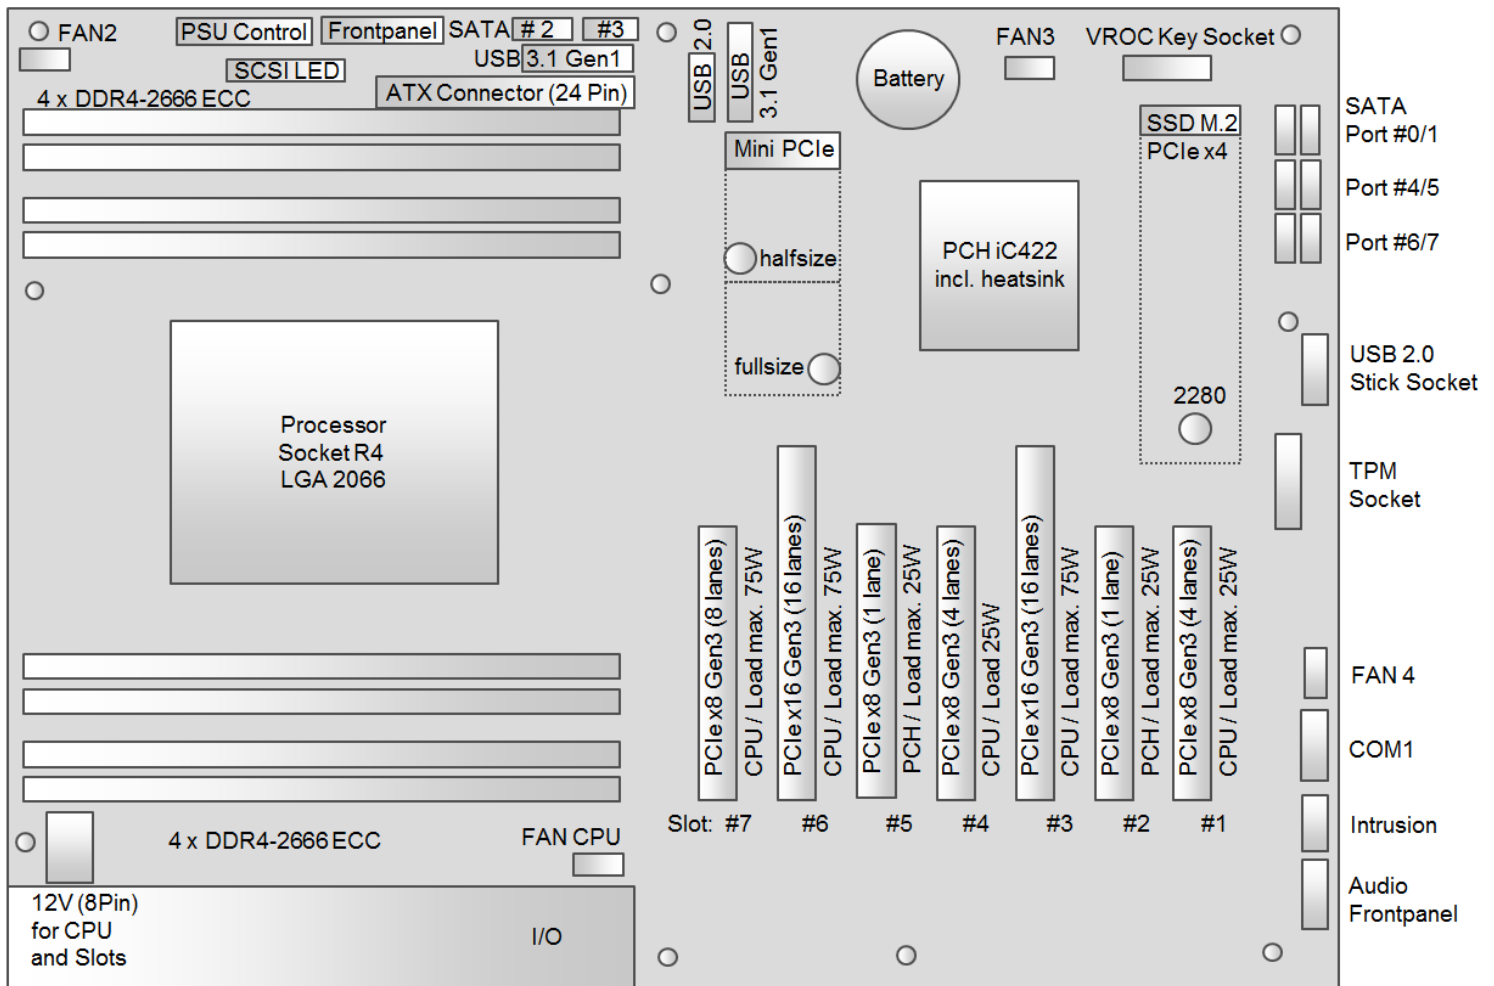 FAN2
PSU Control
Frontpanel
SATA # 2 #3
USB 3.1 Gen1
SCSI LED
ATX Connector (24 Pin)
4 x DDR4-2666 ECC
USB 2.0
USB
3.1 Gen1
Battery
FAN3
VROC Key Socket
Mini PCIe
halfsize
fullsize
SSD M.2
PCIe x4
2280
PCH iC422
incl. heatsink
SATA
Port #0/1
Port #4/5
Port #6/7
USB 2.0
Stick Socket
TPM
Socket
Processor
Socket R4
LGA 2066
PCIe x8 Gen3 (8 lanes)
CPU / Load max. 75W
PCIe x16 Gen3 (16 lanes)
CPU / Load max. 75W
PCIe x8 Gen3 (1 lane)
PCH / Load max. 25W
PCIe x8 Gen3 (4 lanes)
CPU / Load 25W
PCIe x16 Gen3 (16 lanes)
CPU / Load max. 75W
PCIe x8 Gen3 (1 lane)
PCH / Load max. 25W
PCIe x8 Gen3 (4 lanes)
CPU / Load max. 25W
Slot: #7 #6 #5 #4 #3 #2 #1
FAN 4
COM1
Intrusion
Audio
Frontpanel
4 x DDR4-2666 ECC
FAN CPU
12V (8Pin)
for CPU
and Slots
I/O